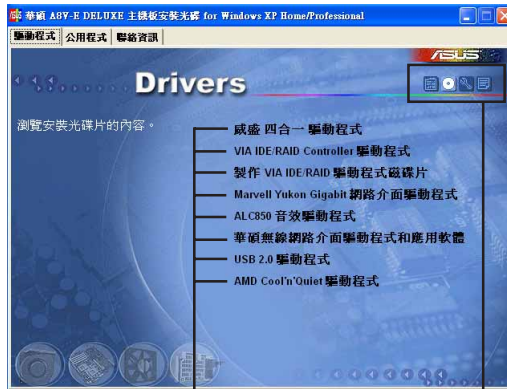 華碩 A8V-E DELUXE 主機板安裝光碟 for Windows XP Home/Professional
驅動程式 公用程式 聯絡資訊
ASUS
Drivers
瀏覽安裝光碟片的內容。
威盛 四合一 驅動程式
VIA IDE/RAID Controller 驅動程式
製作 VIA IDE/RAID 驅動程式磁碟片
Marvell Yukon Gigabit 網路介面驅動程式
ALC850 音效驅動程式
華碩無線網路介面驅動程式和應用軟體
USB 2.0 驅動程式
AMD Cool'n'Quiet 驅動程式